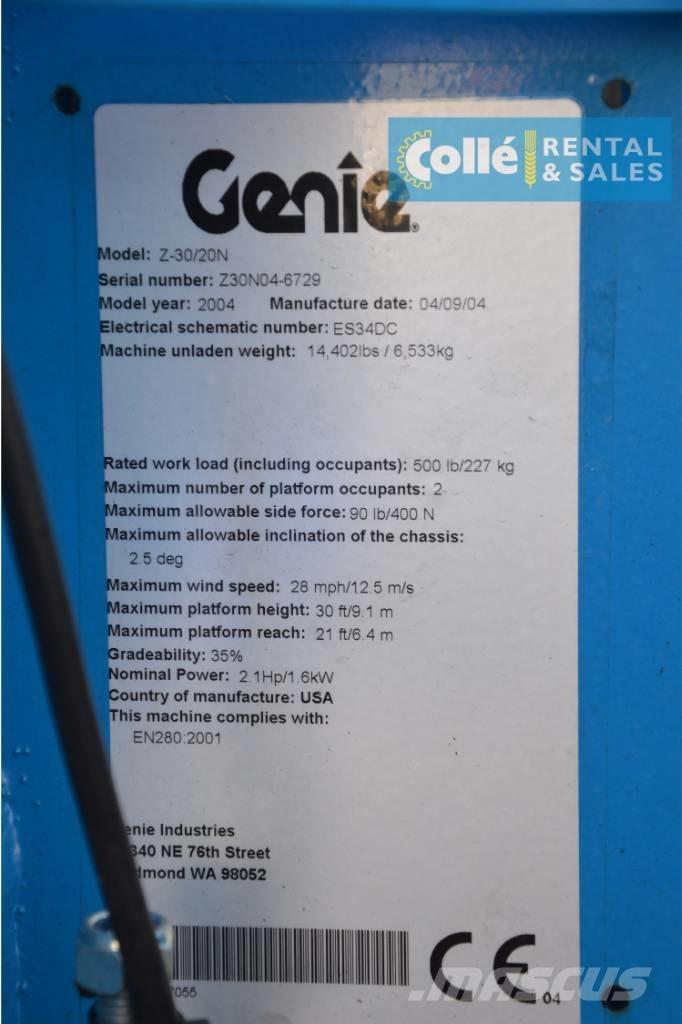 Collé RENTAL & SALES
Genie
Model: Z-30/20N
Serial number: Z30N04-6729
Model year: 2004 Manufacture date: 04/09/04
Electrical schematic number: ES34DC
Machine unladen weight: 14,402lbs / 6,533kg
Rated work load (including occupants): 500 lb/227 kg
Maximum number of platform occupants: 2
Maximum allowable side force: 90 lb/400 N
Maximum allowable inclination of the chassis:
2.5 deg
Maximum wind speed: 28 mph/12.5 m/s
Maximum platform height: 30 ft/9.1 m
Maximum platform reach: 21 ft/6.4 m
Gradeability: 35%
Nominal Power: 2.1Hp/1.6kW
Country of manufacture: USA
This machine complies with:
EN280:2001
enie Industries
340 NE 76th Street
dmond WA 98052
CE
7055
04
MASCUS